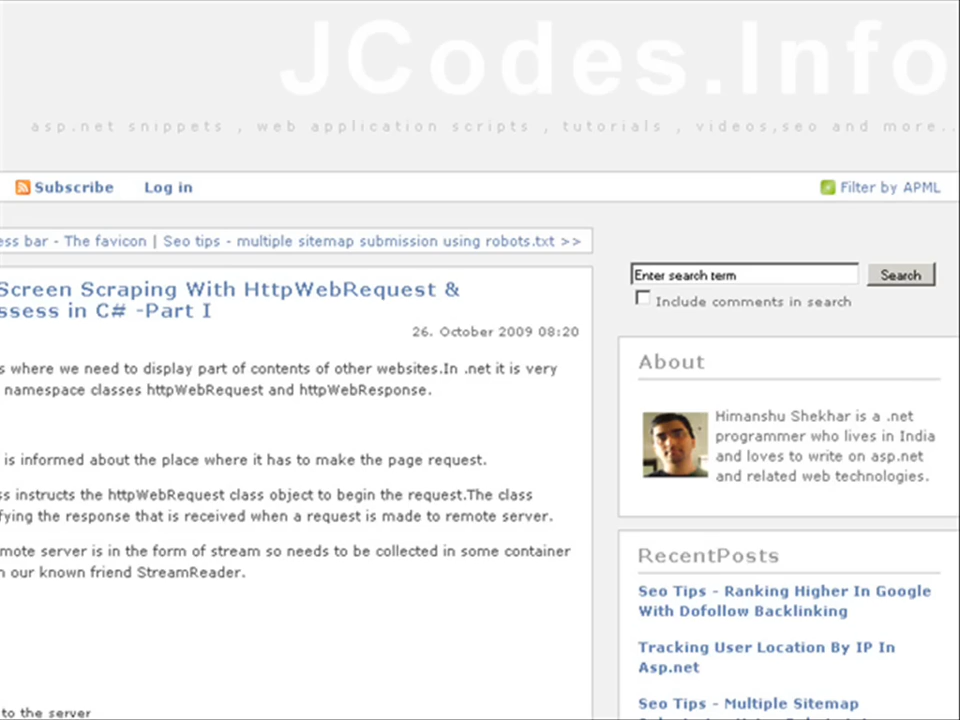 JCodes.Info
asp.net snippets , web application scripts , tutorials , videos,seo and more..
Subscribe Log in Filter by APML
ess bar - The favicon | Seo tips - multiple sitemap submission using robots.txt >>
Screen Scraping With HttpWebRequest &
ssess in C# -Part I
26. October 2009 08:20
s where we need to display part of contents of other websites.In .net it is very
namespace classes httpWebRequest and httpWebResponse.
is informed about the place where it has to make the page request.
ss instructs the httpWebRequest class object to begin the request.The class
fying the response that is received when a request is made to remote server.
mote server is in the form of stream so needs to be collected in some container
our known friend StreamReader.
to the server
Enter search term Search
Include comments in search
About
Himanshu Shekhar is a .net
programmer who lives in India
and loves to write on asp.net
and related web technologies.
RecentPosts
Seo Tips - Ranking Higher In Google
With Dofollow Backlinking
Tracking User Location By IP In
Asp.net
Seo Tips - Multiple Sitemap